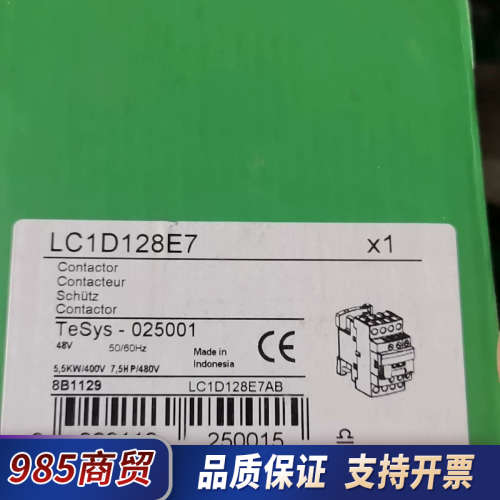 LC1D128E7 x1
Contactor
Contacteur
Schütz
Contactor
TeSys - 025001
48V 50/60Hz
Made in
Indonesia
CE
5,5KW/400V 7,5HP/480V
8B1129 LC1D128E7AB
250015
985商贸 品质保证 支持开票